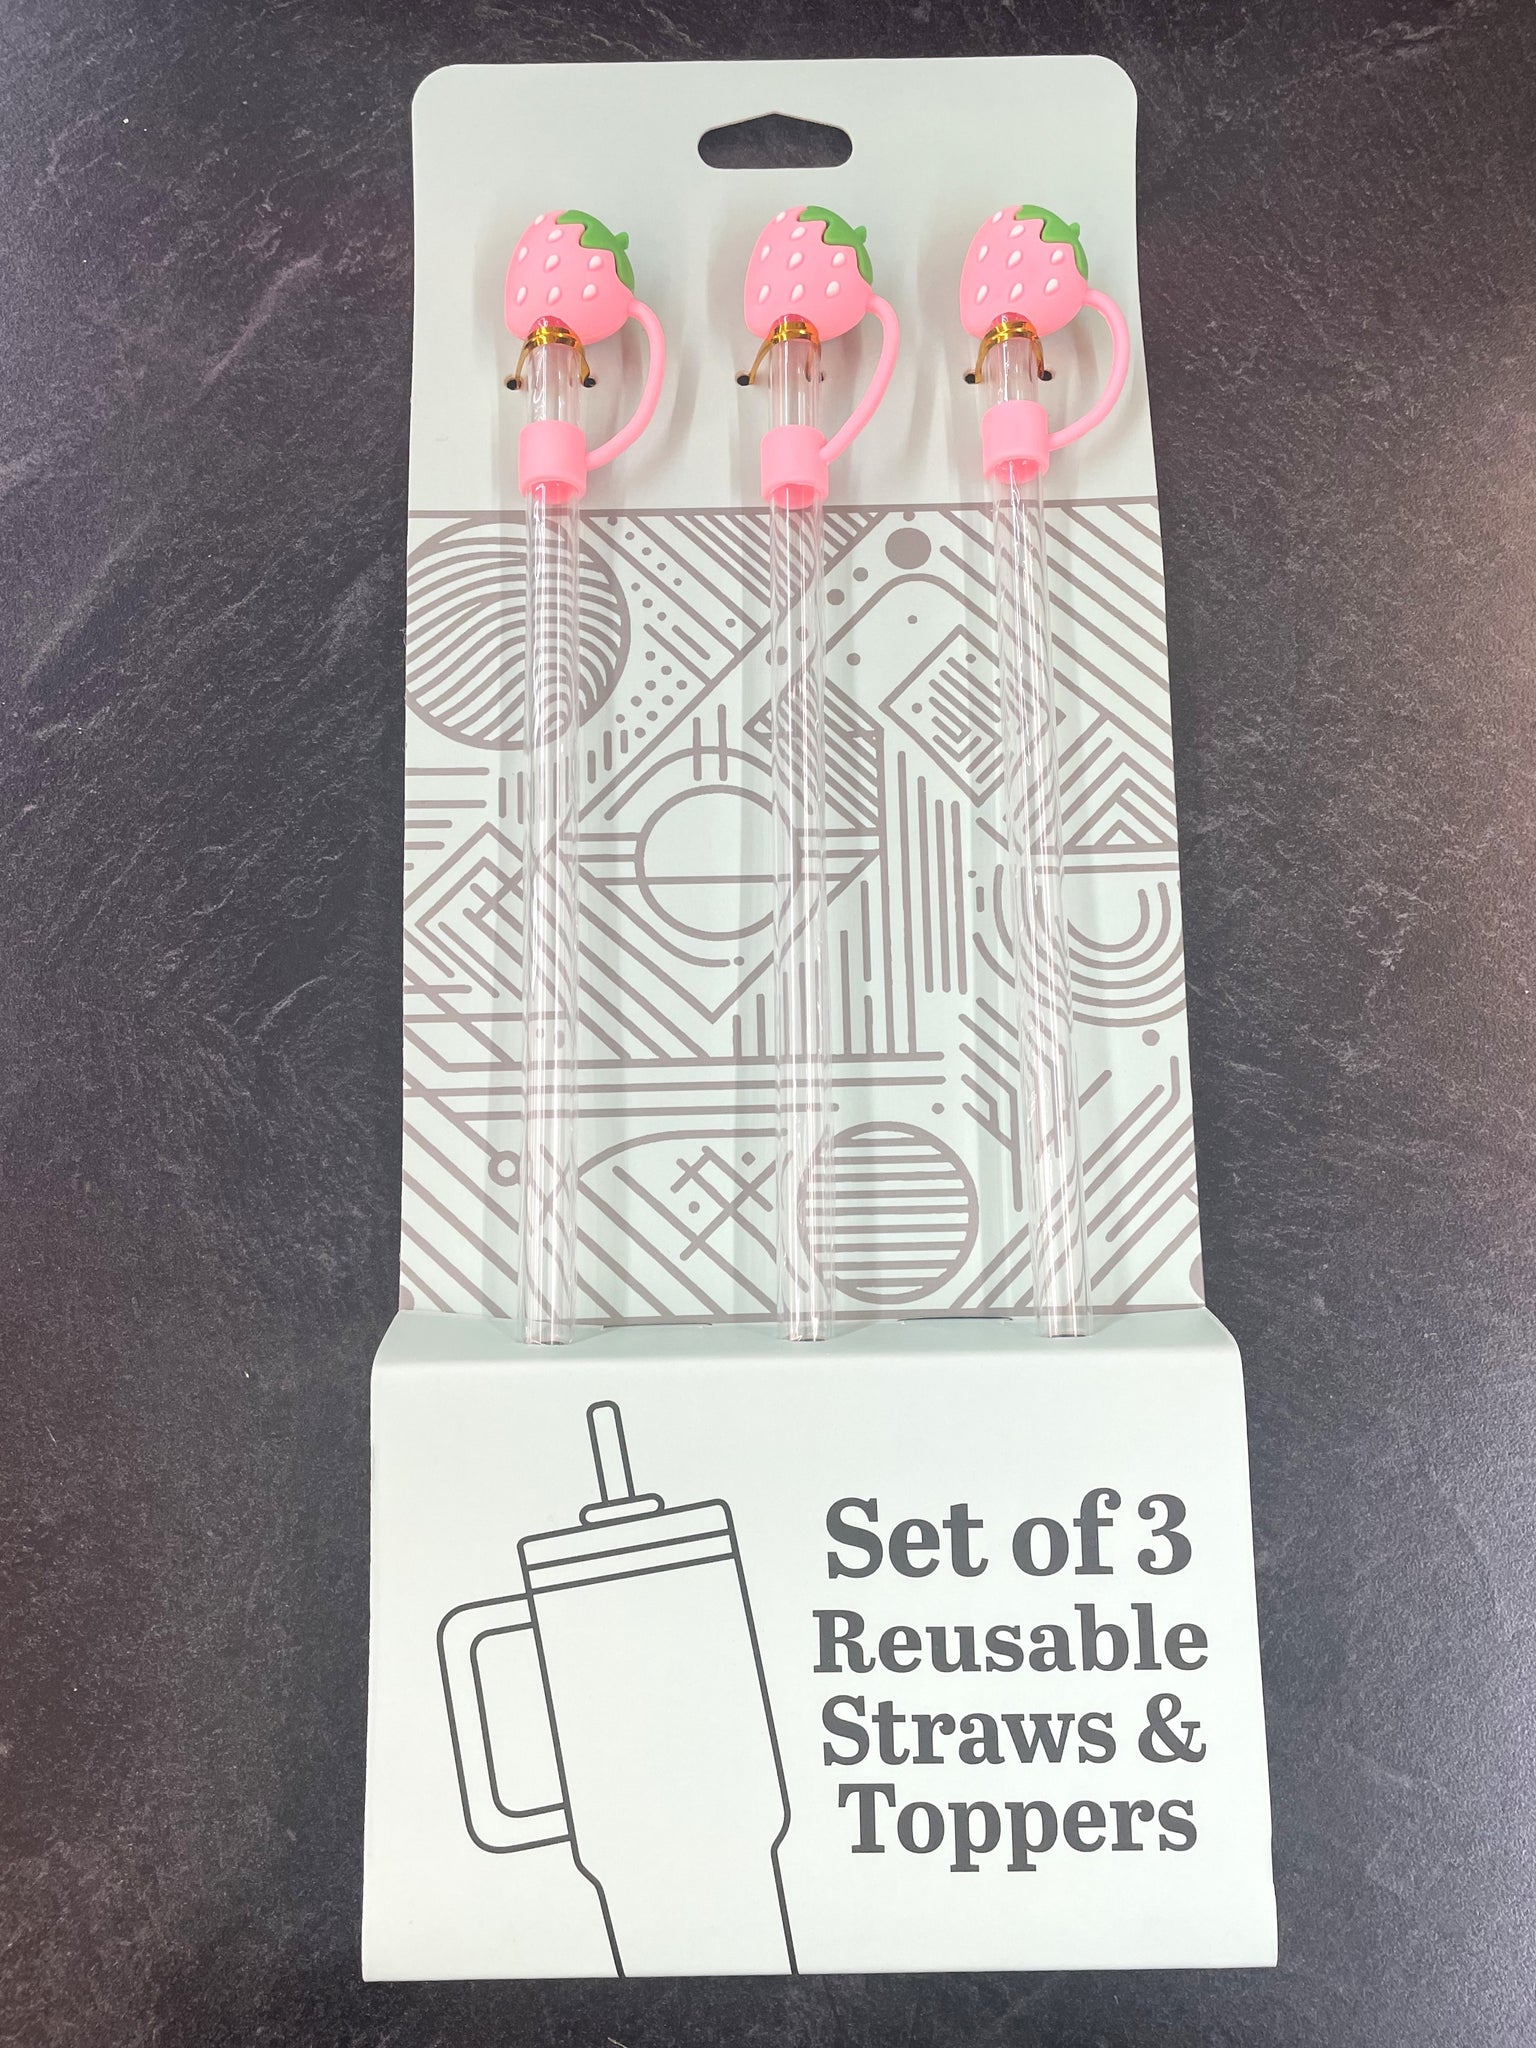 Set of 3
Reusable
Straws &
Toppers